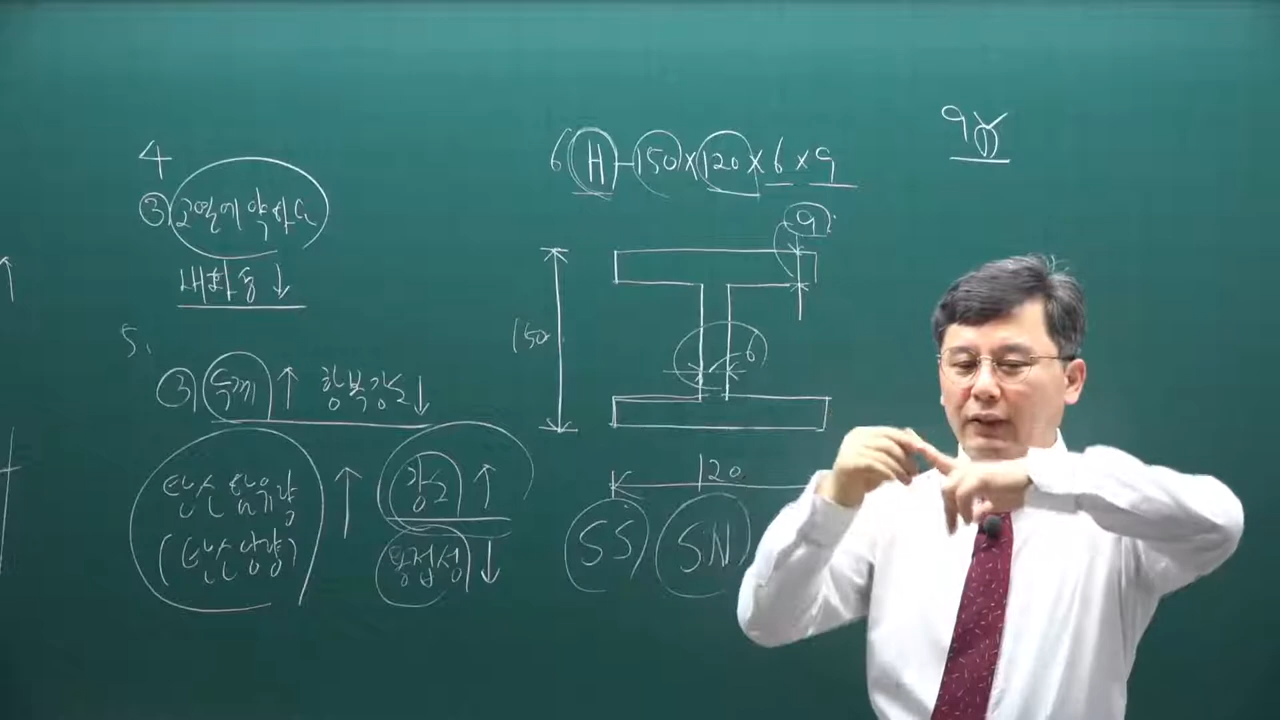 4
③ 고열에 약하다
내화성 ↓
5.
③ 두께 ↑ 항복강도 ↓
탄소함유량 ↑ 강도 ↑
(탄소당량) 용접성 ↓
6 H-150×120×6×9
9
150
6
120
SS SN
9